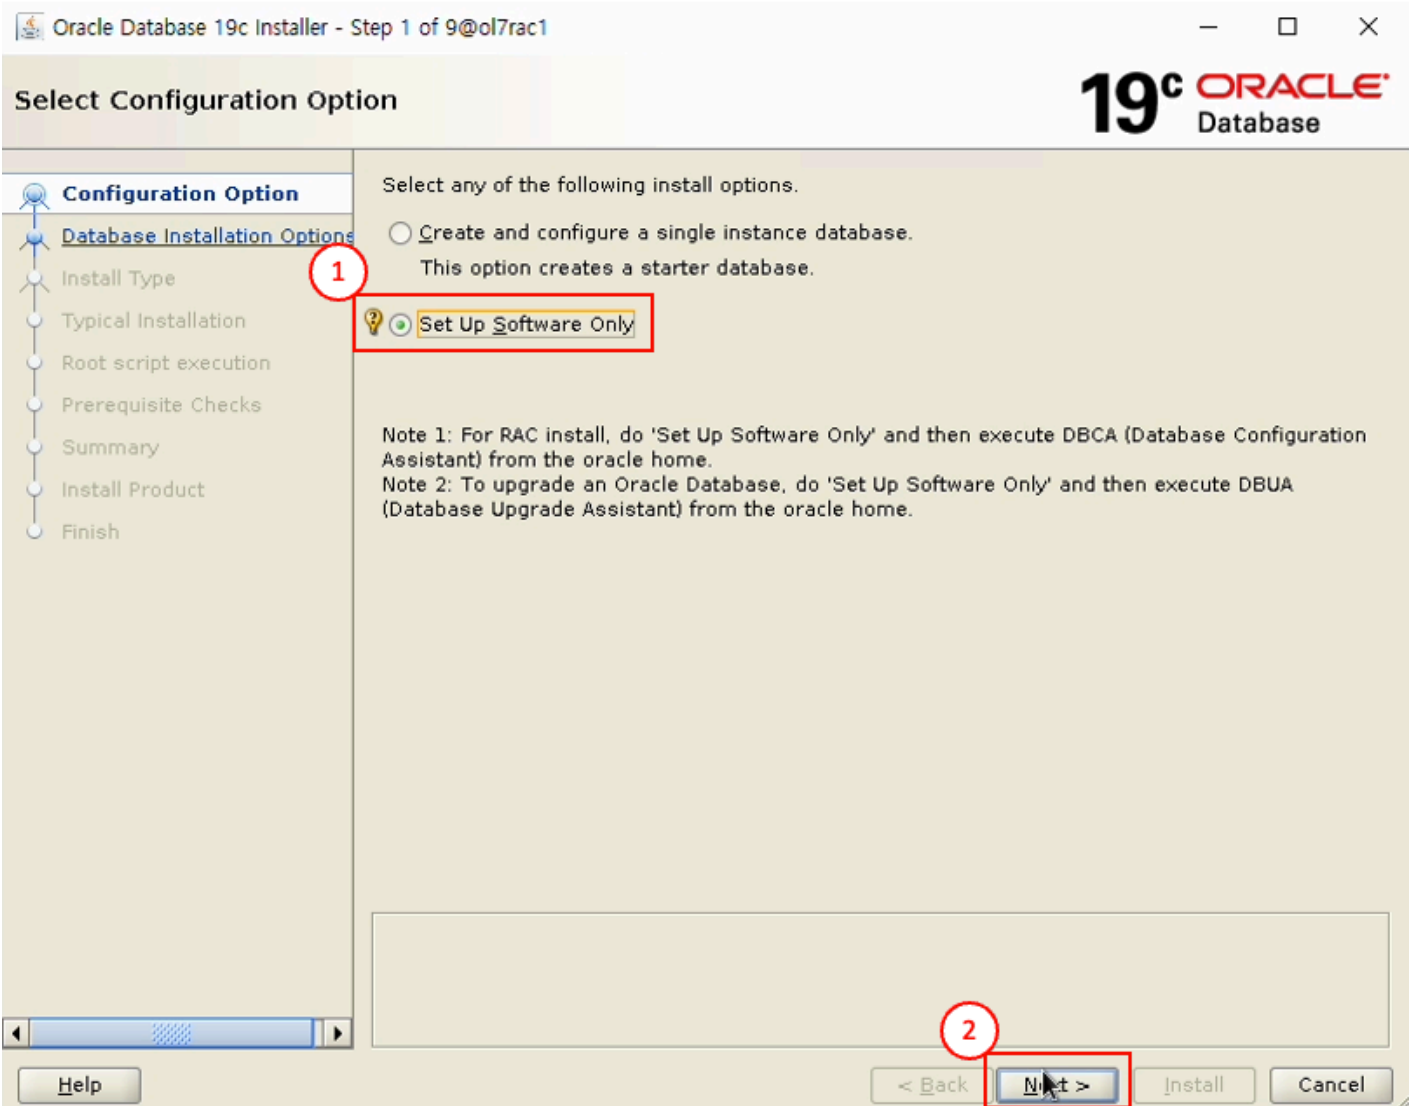 Oracle Database 19c Installer - Step 1 of 9@ol7rac1
Select Configuration Option
19c ORACLE
Database
Configuration Option
Database Installation Options
Install Type
Typical Installation
Root script execution
Prerequisite Checks
Summary
Install Product
Finish
Select any of the following install options.
Create and configure a single instance database.
This option creates a starter database.
1
Set Up Software Only
Note 1: For RAC install, do 'Set Up Software Only' and then execute DBCA (Database Configuration
Assistant) from the oracle home.
Note 2: To upgrade an Oracle Database, do 'Set Up Software Only' and then execute DBUA
(Database Upgrade Assistant) from the oracle home.
2
Help
< Back
Next >
Install
Cancel